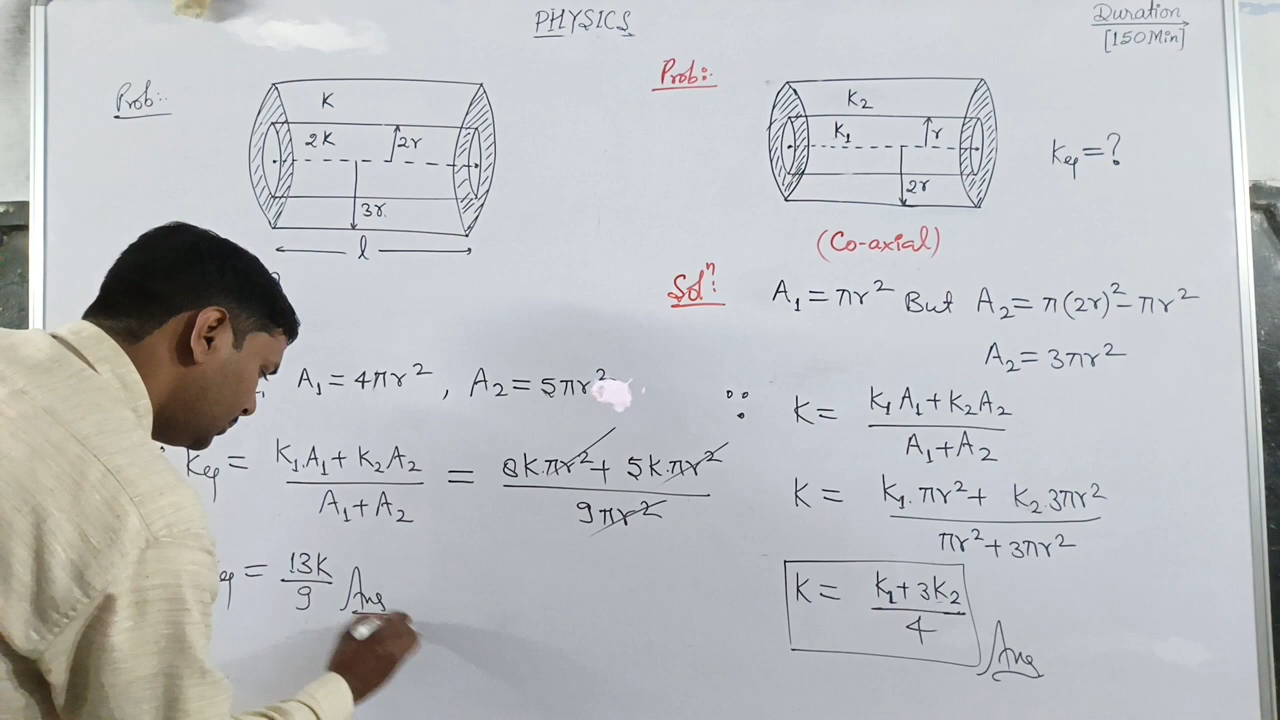 PHYSICS
Duration
[150 Min]
Prob:-
K
2K
2r
3r
l
A₁ = 4πr² , A₂ = 5πr²
Keq = K₁.A₁ + K₂A₂ / A₁ + A₂ = 8K.πr² + 5K.πr² / 9πr²
eq = 13K / 9 Ans
Prob:-
K₂
K₁
r
2r
Keq = ?
(Co-axial)
Solⁿ:
A₁ = πr² But A₂ = π(2r)² - πr²
A₂ = 3πr²
∵ K = K₁A₁ + K₂A₂ / A₁ + A₂
K = K₁.πr² + K₂.3πr² / πr² + 3πr²
K = K₁ + 3K₂ / 4
Ans